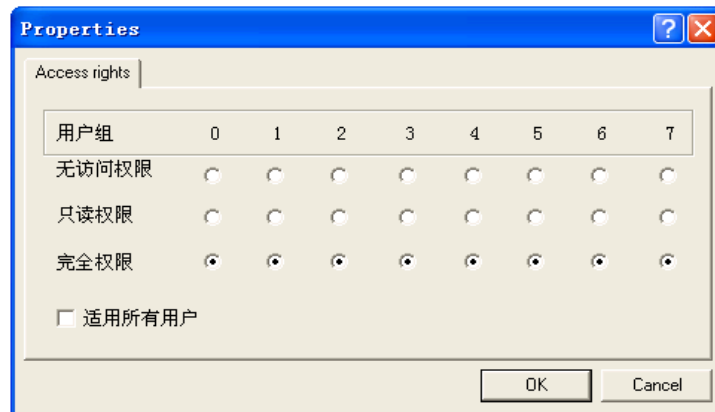 Properties
Access rights
用户组 0 1 2 3 4 5 6 7
无访问权限
只读权限
完全权限
适用所有用户
OK Cancel